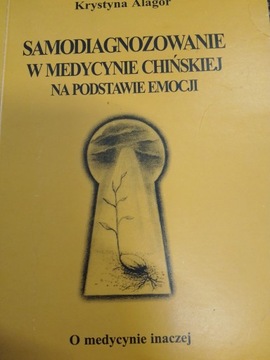 Krystyna Alagor
SAMODIAGNOZOWANIE
W MEDYCYNIE CHIŃSKIEJ
NA PODSTAWIE EMOCJI
O medycynie inaczej